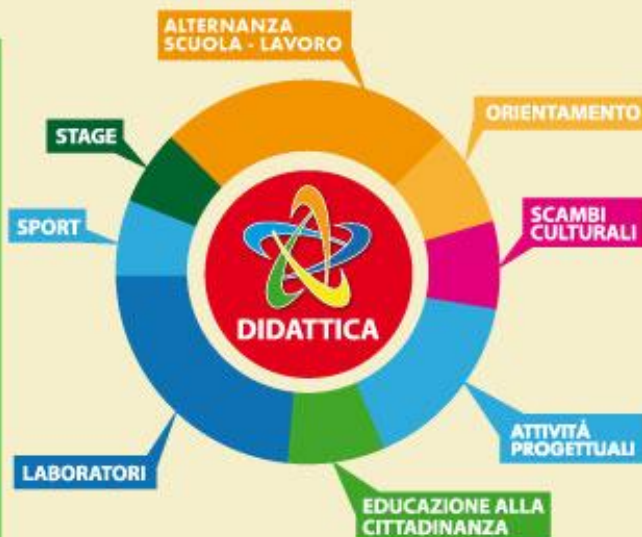 ALTERNANZA
SCUOLA - LAVORO
ORIENTAMENTO
STAGE
SCAMBI
CULTURALI
SPORT
DIDATTICA
ATTIVITÀ
PROGETTUALI
LABORATORI
EDUCAZIONE ALLA
CITTADINANZA